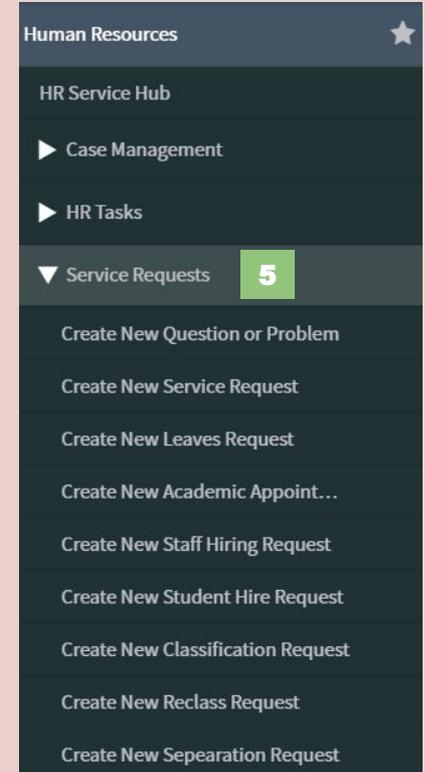 Human Resources
HR Service Hub
Case Management
HR Tasks
Service Requests 5
Create New Question or Problem
Create New Service Request
Create New Leaves Request
Create New Academic Appoint...
Create New Staff Hiring Request
Create New Student Hire Request
Create New Classification Request
Create New Reclass Request
Create New Sepearation Request